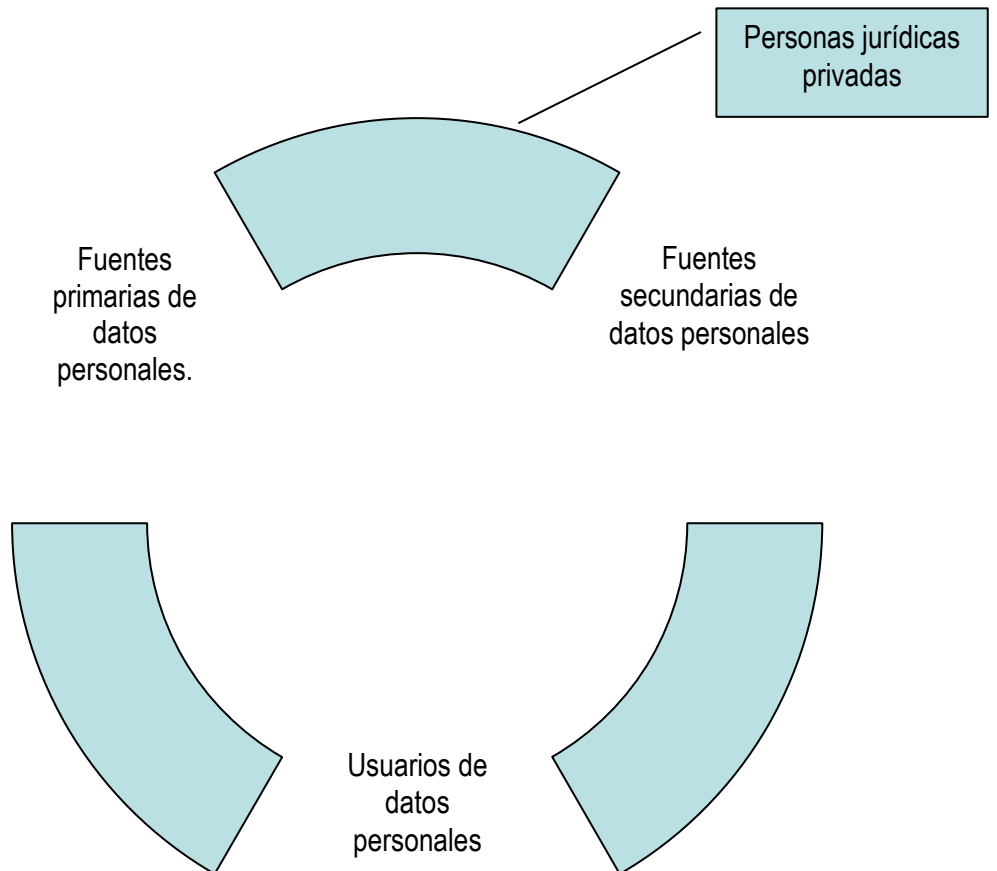 Personas jurídicas
privadas
Fuentes
primarias de
datos
personales.
Fuentes
secundarias de
datos personales
Usuarios de
datos
personales